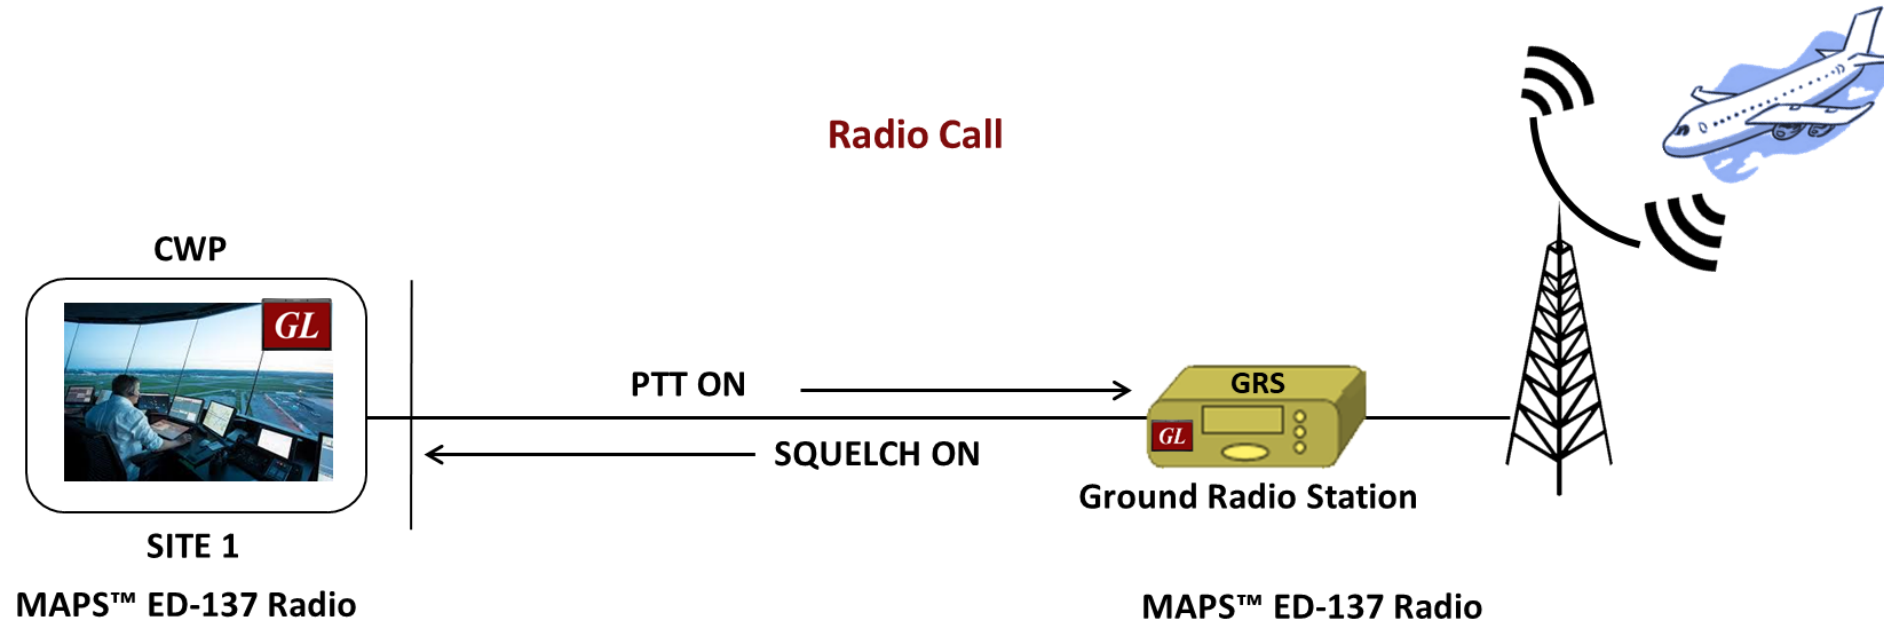 Radio Call
CWP
GL
PTT ON
GRS
GL
SQUELCH ON
Ground Radio Station
SITE 1
MAPS™ ED-137 Radio
MAPS™ ED-137 Radio